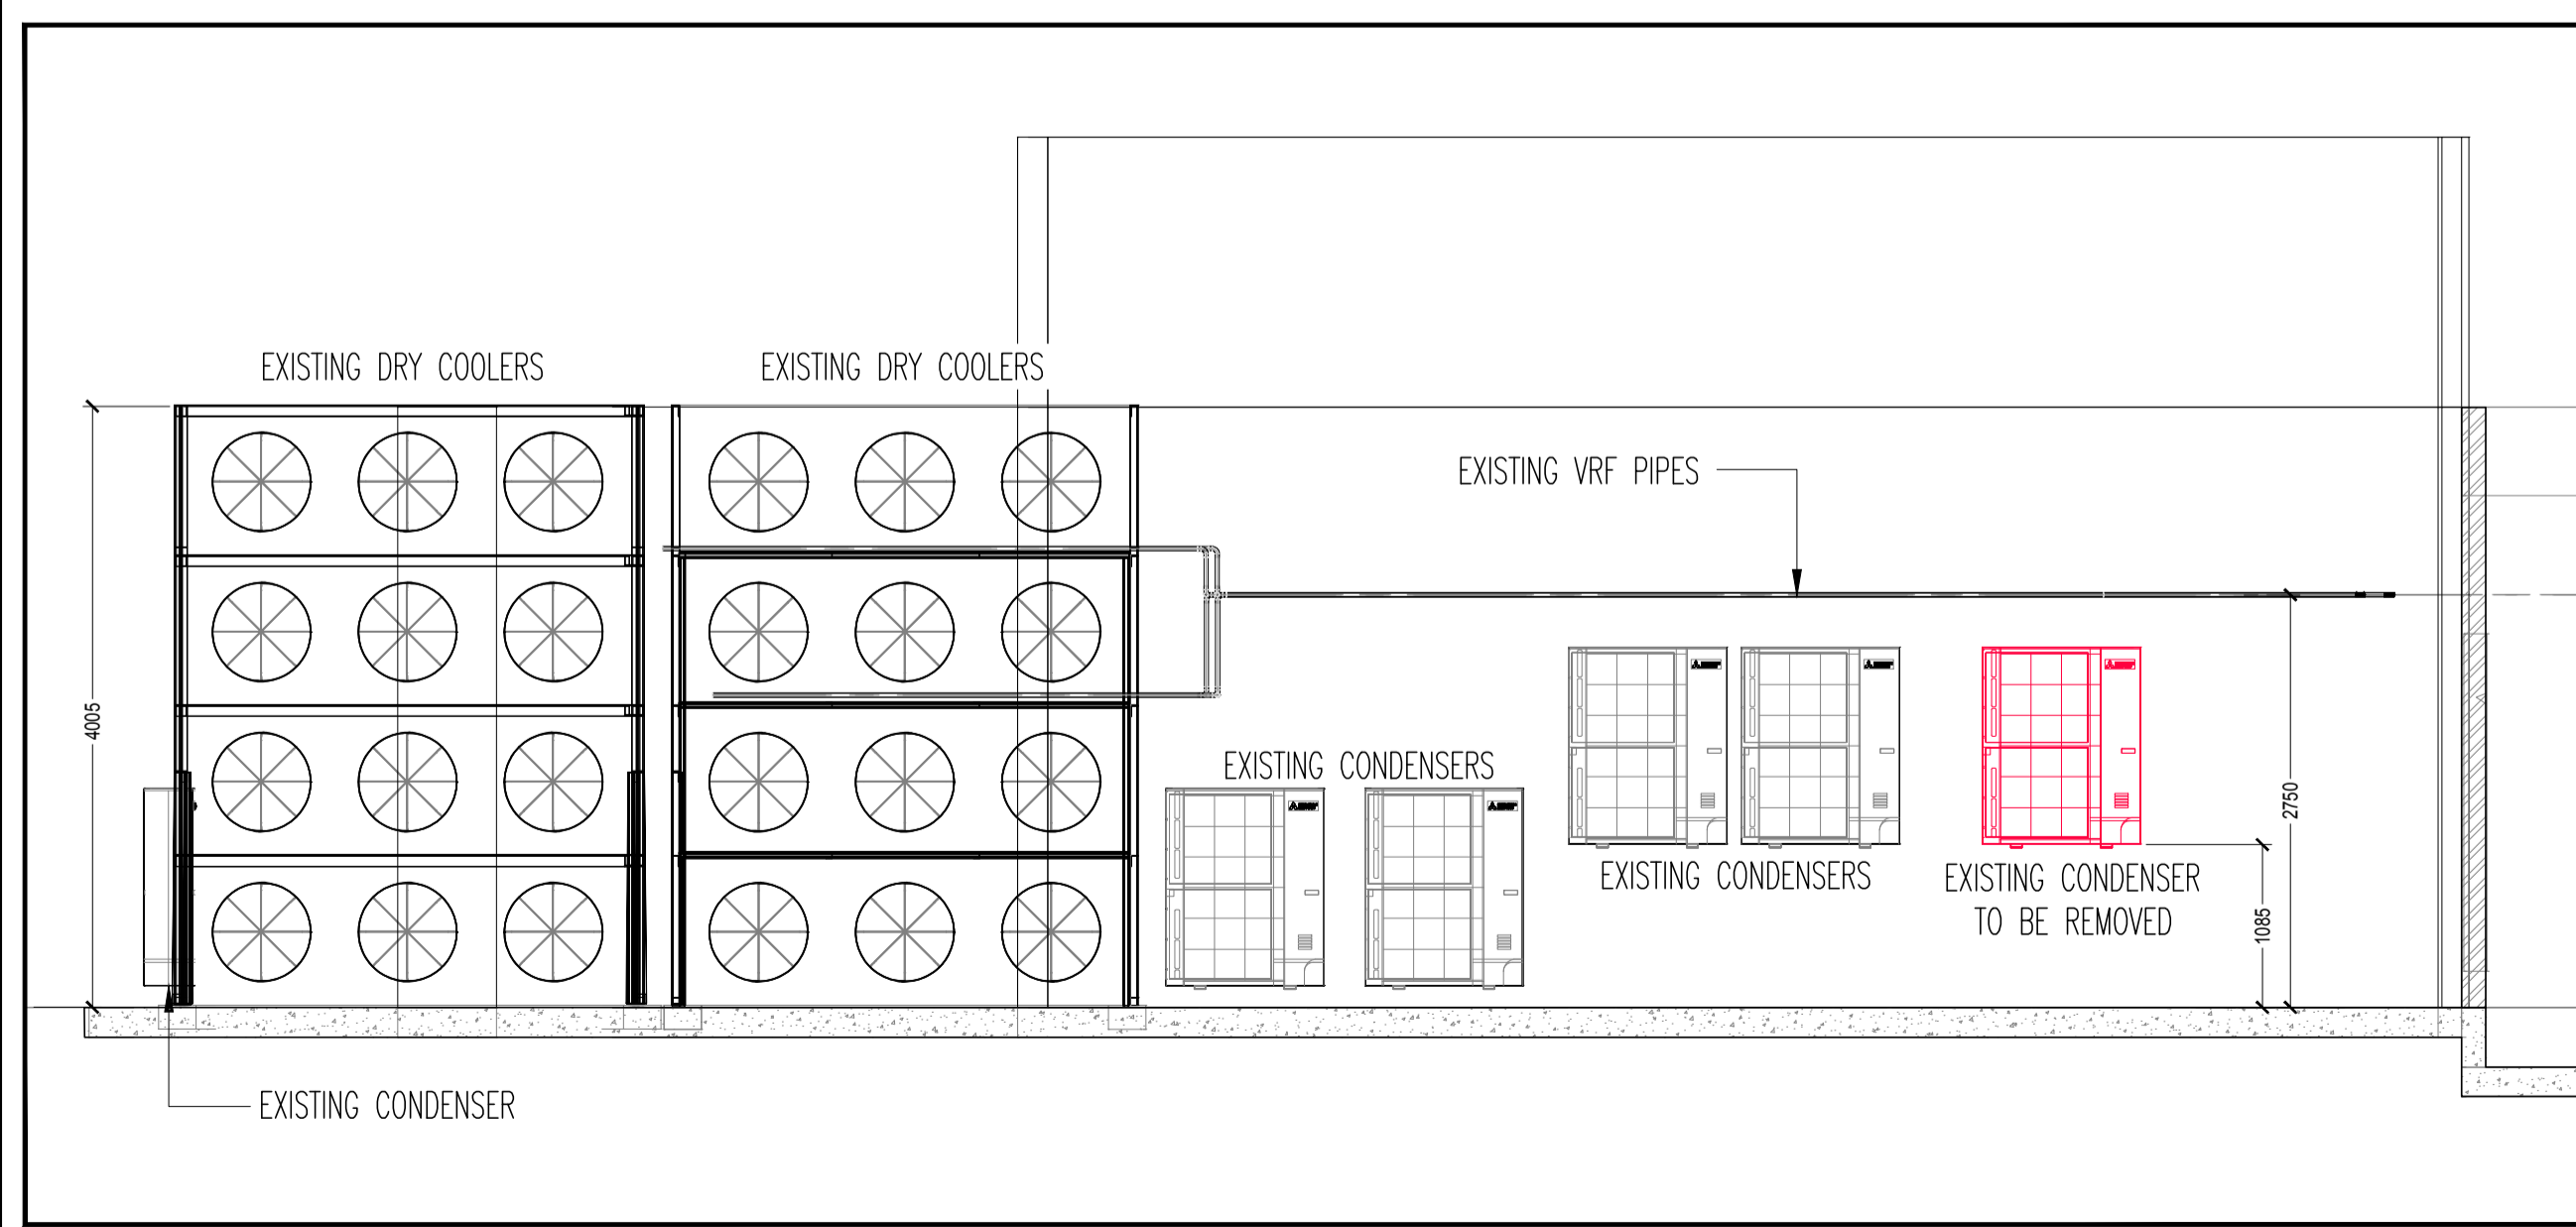 EXISTING DRY COOLERS
EXISTING DRY COOLERS
EXISTING VRF PIPES
4005
EXISTING CONDENSERS
2750
EXISTING CONDENSERS
EXISTING CONDENSER
TO BE REMOVED
1085
EXISTING CONDENSER